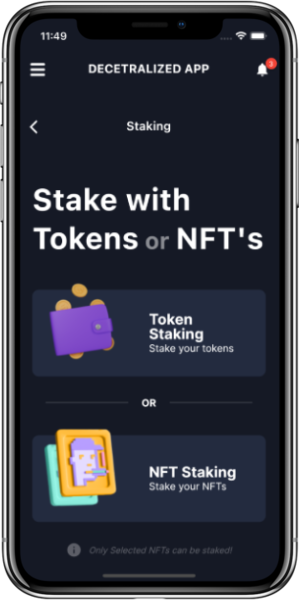 11:49
DECETRALIZED APP
3
Staking
Stake with
Tokens or NFT's
Token
Staking
Stake your tokens
OR
NFT Staking
Stake your NFTs
Only Selected NFTs can be staked!